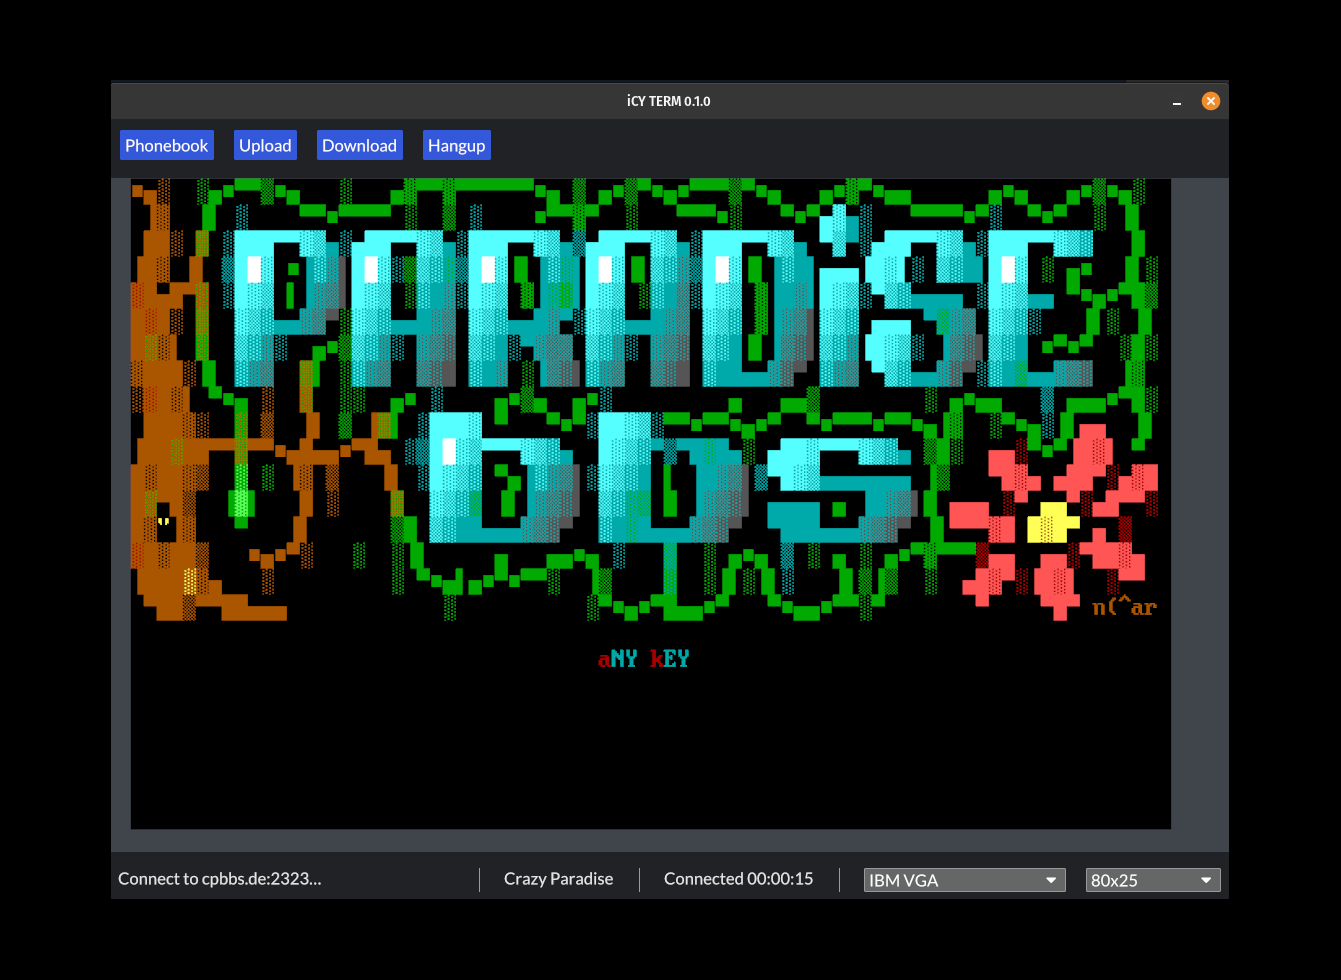 iCY TERM 0.1.0
Phonebook Upload Download Hangup
PARADiSE
bbs
n(^ar
aNY kEY
Connect to cpbbs.de:2323... Crazy Paradise Connected 00:00:15 IBM VGA 80x25